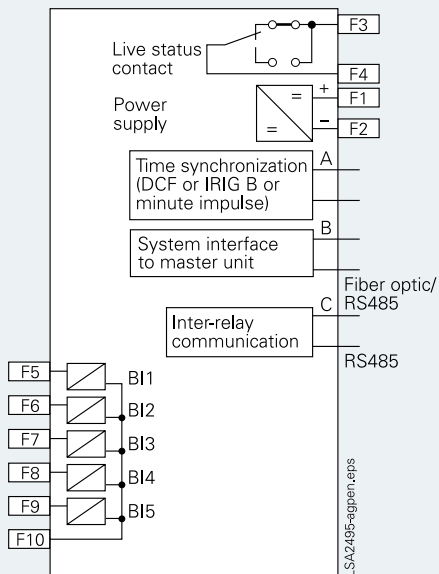 F3
Live status
contact
F4
Power
supply
=
=
+
−
F1
F2
Time synchronization
(DCF or IRIG B or
minute impulse)
A
System interface
to master unit
B
Fiber optic/
RS485
Inter-relay
communication
C
RS485
F5
BI1
F6
BI2
F7
BI3
F8
BI4
F9
BI5
F10
LSA2495-agpen.eps